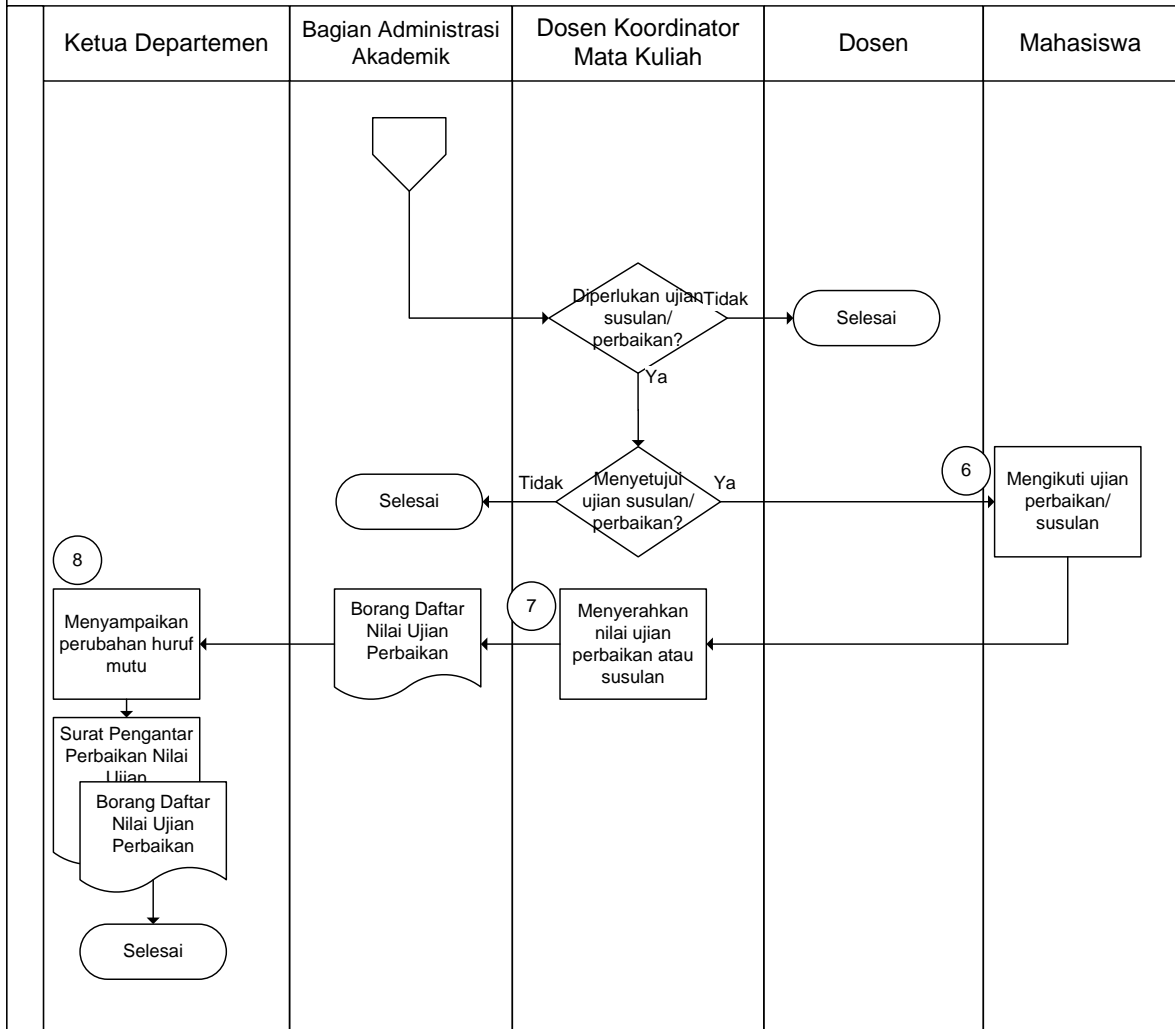 Ketua Departemen
Bagian Administrasi
Akademik
Dosen Koordinator
Mata Kuliah
Dosen
Mahasiswa
Diperlukan ujian
susulan/
perbaikan?
Tidak
Selesai
Ya
Selesai
Tidak
Menyetujui
ujian susulan/
perbaikan?
Ya
6
Mengikuti ujian
perbaikan/
susulan
8
Menyampaikan
perubahan huruf
mutu
Borang Daftar
Nilai Ujian
Perbaikan
7
Menyerahkan
nilai ujian
perbaikan atau
susulan
Surat Pengantar
Perbaikan Nilai
Ujian
Borang Daftar
Nilai Ujian
Perbaikan
Selesai